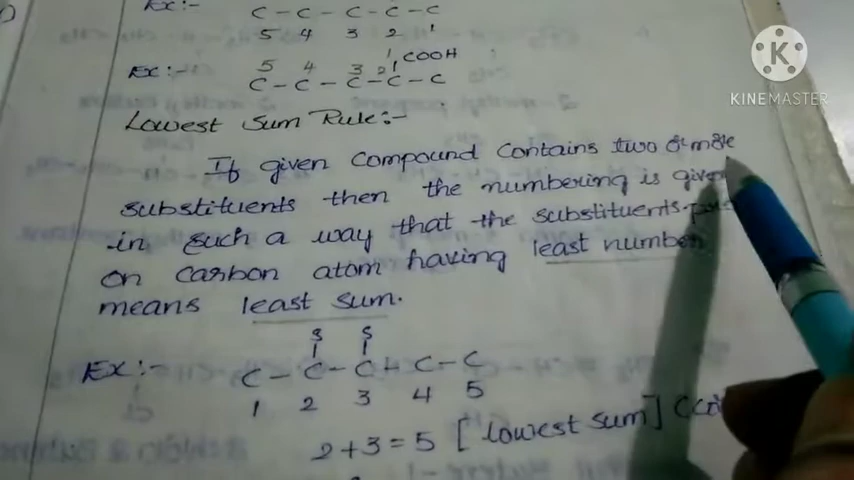 Ex:-
C - C - C - C - C
5 4 3 2 1
1 COOH
5 4 3 2
Ex:- C - C - C - C - C
Lowest Sum Rule:-
If given compound contains two or more
substituents then the numbering is given
in such a way that the substituents
on carbon atom having least number
means least sum.
S S
Ex:- C - C - C - C - C
1 2 3 4 5
2+3=5 [lowest sum]
K
KINEMASTER